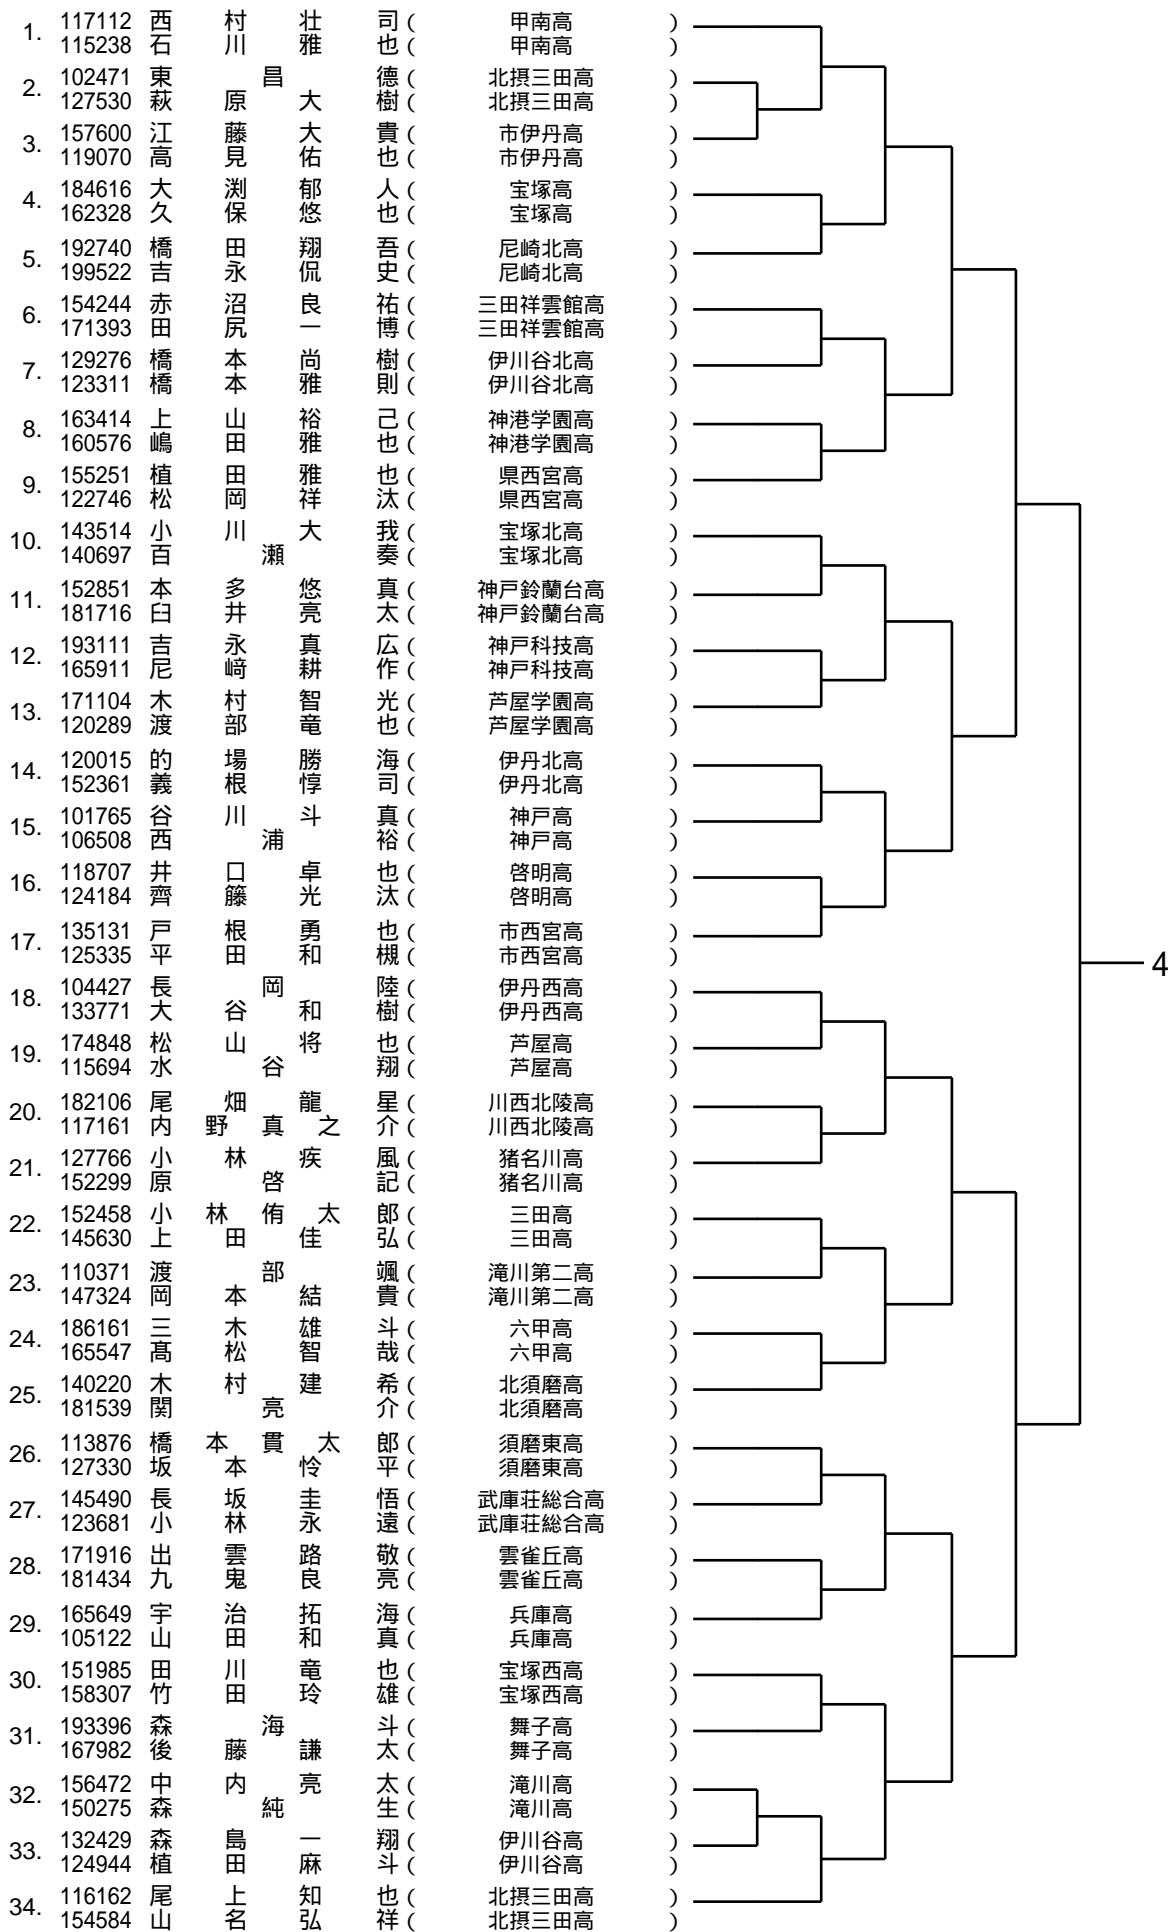 1. 117112 西村壮司 ( 甲南高 )
115238 石川雅也 ( 甲南高 )
2. 102471 東昌德 ( 北摂三田高 )
127530 萩原大樹 ( 北摂三田高 )
3. 157600 江藤大貴 ( 市伊丹高 )
119070 高見佑也 ( 市伊丹高 )
4. 184616 大渕郁人 ( 宝塚高 )
162328 久保悠也 ( 宝塚高 )
5. 192740 橋田翔吾 ( 尼崎北高 )
199522 吉永侃史 ( 尼崎北高 )
6. 154244 赤沼良祐 ( 三田祥雲館高 )
171393 田尻一博 ( 三田祥雲館高 )
7. 129276 橋本尚樹 ( 伊川谷北高 )
123311 橋本雅則 ( 伊川谷北高 )
8. 163414 上山裕己 ( 神港学園高 )
160576 嶋田雅也 ( 神港学園高 )
9. 155251 植田雅也 ( 県西宮高 )
122746 松岡祥汰 ( 県西宮高 )
10. 143514 小川大我 ( 宝塚北高 )
140697 百瀬奏 ( 宝塚北高 )
11. 152851 本多悠真 ( 神戸鈴蘭台高 )
181716 臼井亮太 ( 神戸鈴蘭台高 )
12. 193111 吉永真広 ( 神戸科技高 )
165911 尼﨑耕作 ( 神戸科技高 )
13. 171104 木村智光 ( 芦屋学園高 )
120289 渡部竜也 ( 芦屋学園高 )
14. 120015 的場勝海 ( 伊丹北高 )
152361 義根惇司 ( 伊丹北高 )
15. 101765 谷川斗真 ( 神戸高 )
106508 西浦裕 ( 神戸高 )
16. 118707 井口卓也 ( 啓明高 )
124184 齊籐光汰 ( 啓明高 )
17. 135131 戸根勇也 ( 市西宮高 )
125335 平田和槻 ( 市西宮高 )
18. 104427 長岡陸 ( 伊丹西高 )
133771 大谷和樹 ( 伊丹西高 )
19. 174848 松山将也 ( 芦屋高 )
115694 水谷翔 ( 芦屋高 )
20. 182106 尾畑龍星 ( 川西北陵高 )
117161 内野真之介 ( 川西北陵高 )
21. 127766 小林疾風 ( 猪名川高 )
152299 原啓記 ( 猪名川高 )
22. 152458 小林侑太郎 ( 三田高 )
145630 上田佳弘 ( 三田高 )
23. 110371 渡部颯 ( 滝川第二高 )
147324 岡本結貴 ( 滝川第二高 )
24. 186161 三木雄斗 ( 六甲高 )
165547 髙松智哉 ( 六甲高 )
25. 140220 木村建希 ( 北須磨高 )
181539 関亮介 ( 北須磨高 )
26. 113876 橋本貫太郎 ( 須磨東高 )
127330 坂本怜平 ( 須磨東高 )
27. 145490 長坂圭悟 ( 武庫荘総合高 )
123681 小林永遠 ( 武庫荘総合高 )
28. 171916 出雲路敬 ( 雲雀丘高 )
181434 九鬼良亮 ( 雲雀丘高 )
29. 165649 宇治拓海 ( 兵庫高 )
105122 山田和真 ( 兵庫高 )
30. 151985 田川竜也 ( 宝塚西高 )
158307 竹田玲雄 ( 宝塚西高 )
31. 193396 森海斗 ( 舞子高 )
167982 後藤謙太 ( 舞子高 )
32. 156472 中内亮太 ( 滝川高 )
150275 森純生 ( 滝川高 )
33. 132429 森島一翔 ( 伊川谷高 )
124944 植田麻斗 ( 伊川谷高 )
34. 116162 尾上知也 ( 北摂三田高 )
154584 山名弘祥 ( 北摂三田高 )
4